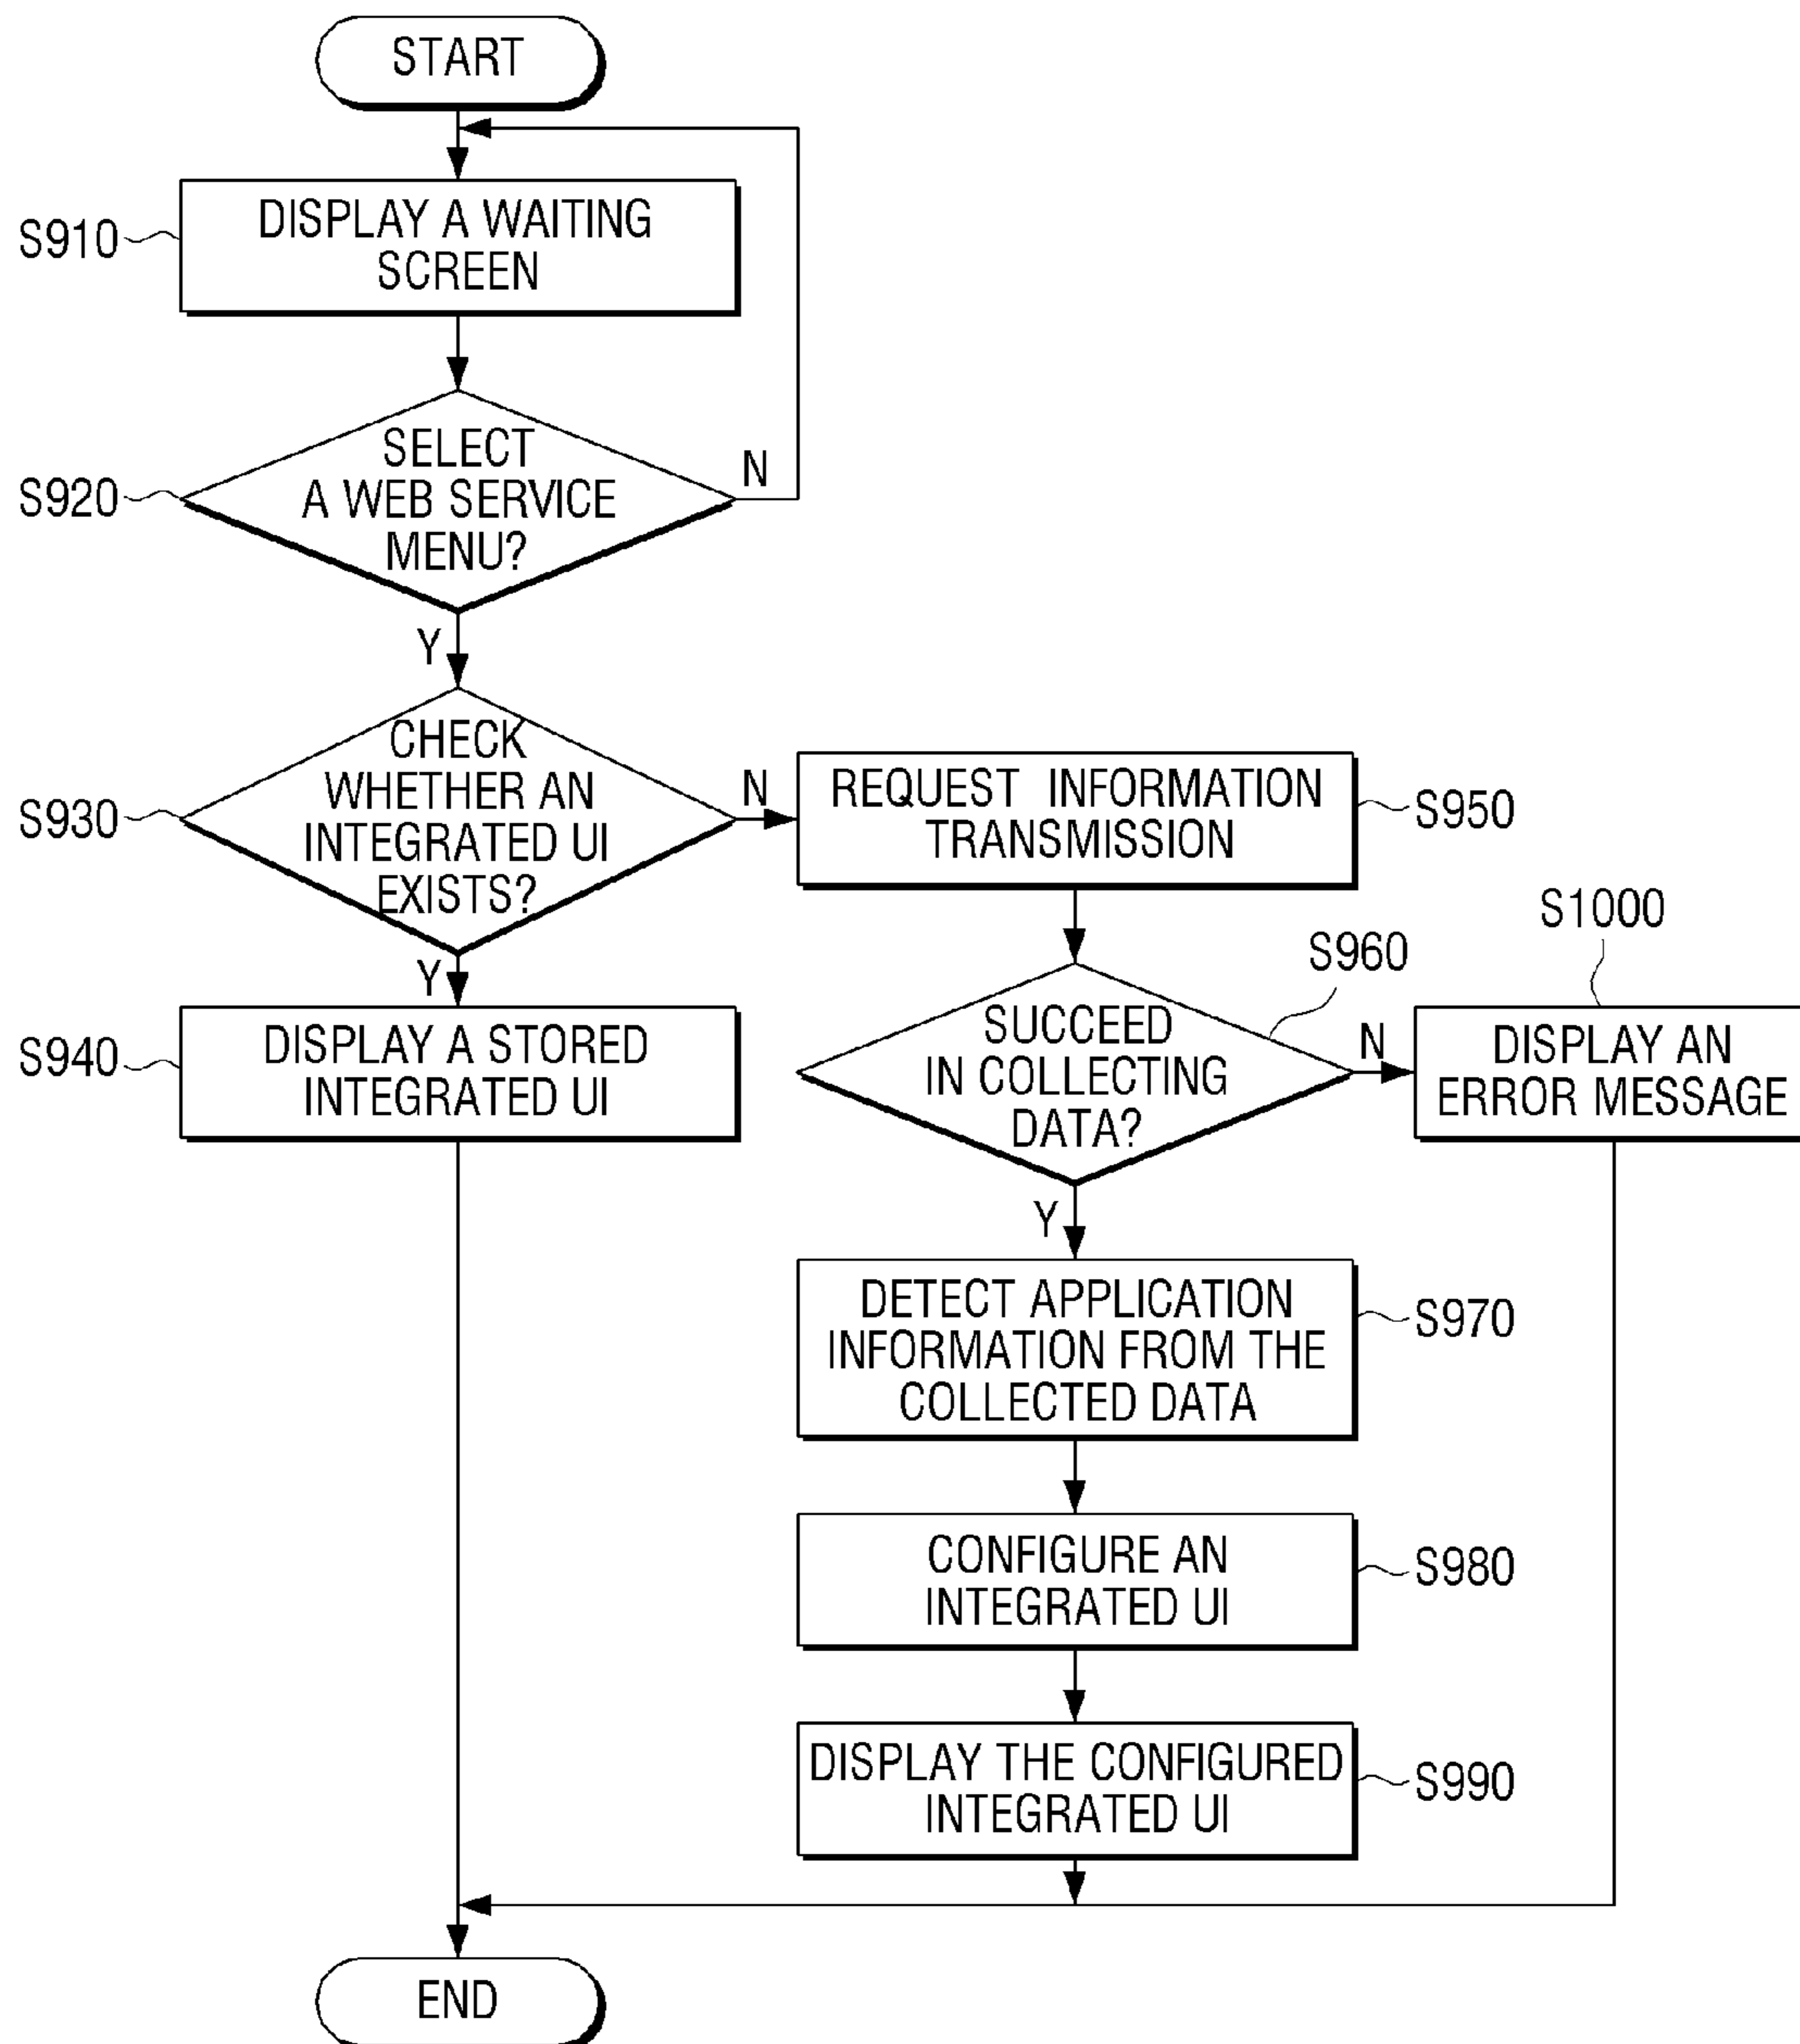 START
S910
DISPLAY A WAITING
SCREEN
S920
SELECT
A WEB SERVICE
MENU?
N
Y
S930
CHECK
WHETHER AN
INTEGRATED UI
EXISTS?
N
Y
REQUEST INFORMATION
TRANSMISSION
S950
S940
DISPLAY A STORED
INTEGRATED UI
S960
SUCCEED
IN COLLECTING
DATA?
N
Y
S1000
DISPLAY AN
ERROR MESSAGE
DETECT APPLICATION
INFORMATION FROM THE
COLLECTED DATA
S970
CONFIGURE AN
INTEGRATED UI
S980
DISPLAY THE CONFIGURED
INTEGRATED UI
S990
END